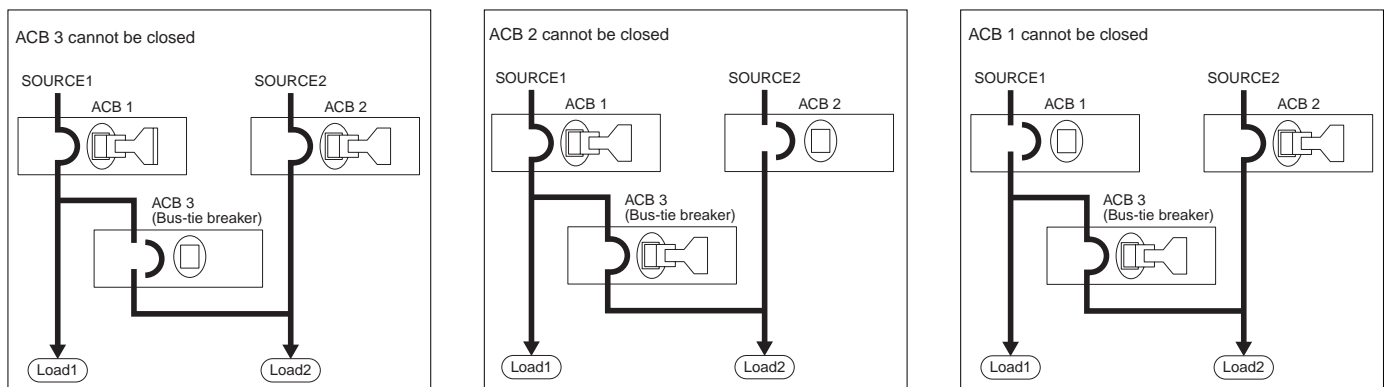 ACB 3 cannot be closed
SOURCE1
SOURCE2
ACB 1
ACB 2
ACB 3
(Bus-tie breaker)
Load1
Load2
ACB 2 cannot be closed
SOURCE1
SOURCE2
ACB 1
ACB 2
ACB 3
(Bus-tie breaker)
Load1
Load2
ACB 1 cannot be closed
SOURCE1
SOURCE2
ACB 1
ACB 2
ACB 3
(Bus-tie breaker)
Load1
Load2